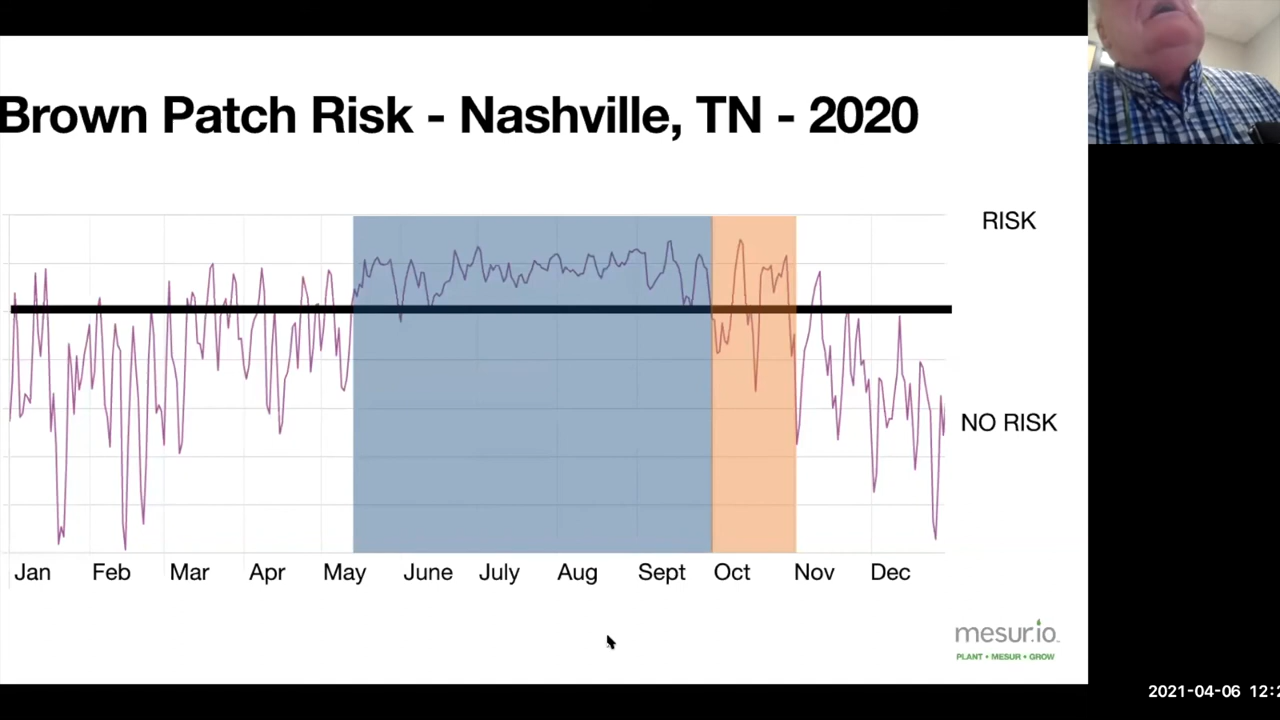 Brown Patch Risk - Nashville, TN - 2020
RISK
NO RISK
Jan Feb Mar Apr May June July Aug Sept Oct Nov Dec
mesur.io
PLANT • MESUR • GROW
2021-04-06 12:2